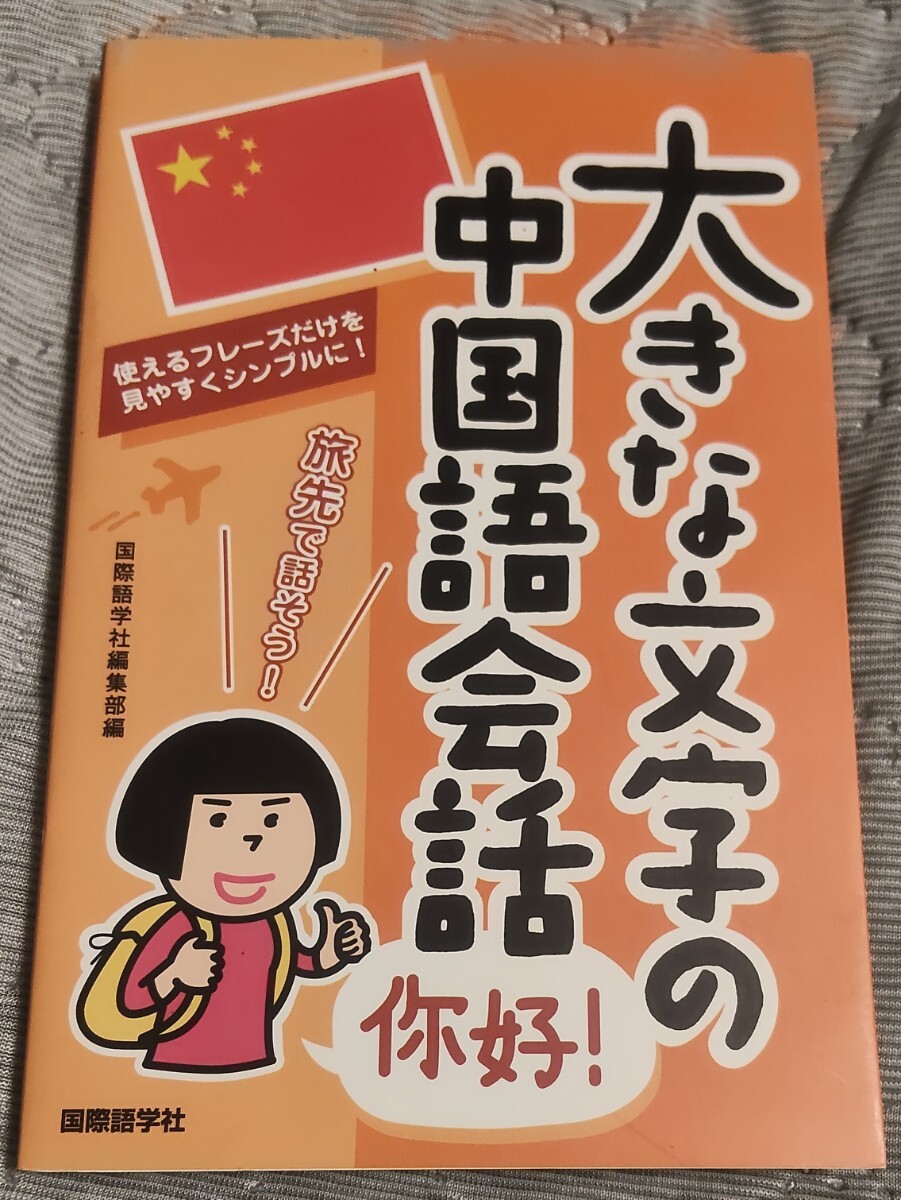 大きな文字の
中国語会話
使えるフレーズだけを
見やすくシンプルに!
旅先で話そう!
国際語学社編集部編
你好!
国際語学社